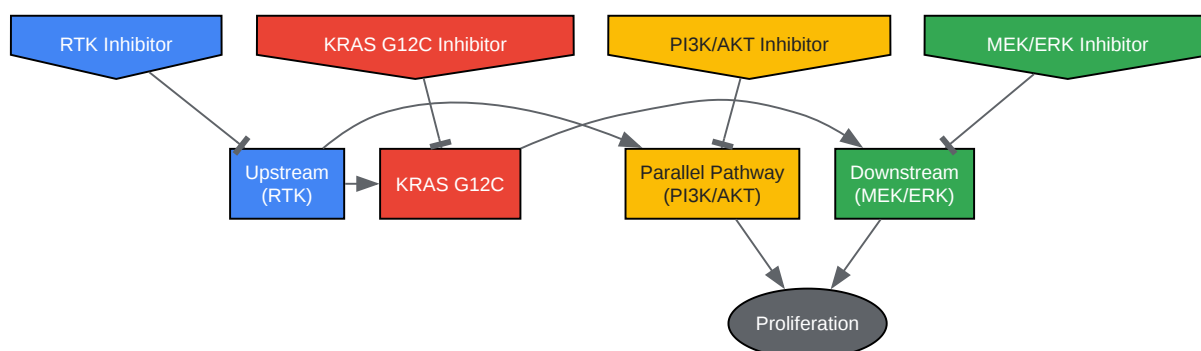 RTK Inhibitor
KRAS G12C Inhibitor
PI3K/AKT Inhibitor
MEK/ERK Inhibitor
Upstream
(RTK)
KRAS G12C
Parallel Pathway
(PI3K/AKT)
Downstream
(MEK/ERK)
Proliferation